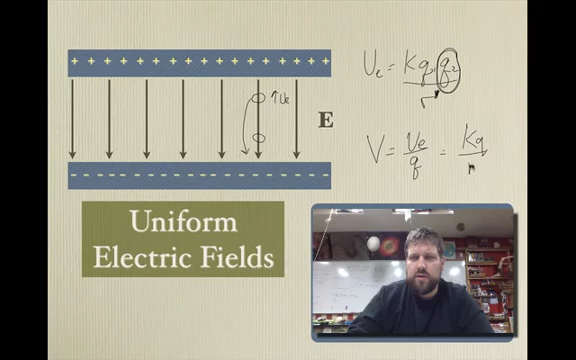 + + + + + + + + + + + + + + + + + +
↑Ue
E
- - - - - - - - - - - - - - - - - - - -
Ue = Kq₁q₂
r
V = Ue = Kq
q r
Uniform
Electric Fields